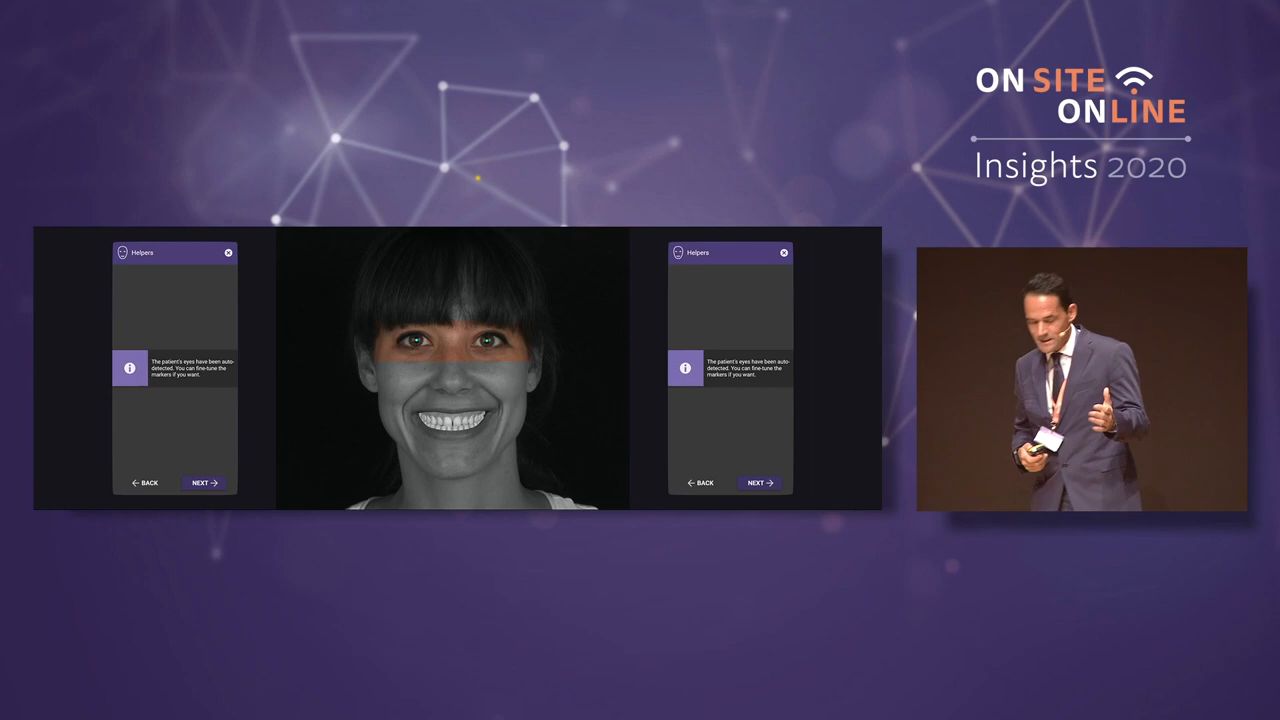 ON SITE
ONLINE
Insights 2020
Helpers
The patient's eyes have been auto-
detected. You can fine-tune the
markers if you want.
BACK
NEXT
Helpers
The patient's eyes have been auto-
detected. You can fine-tune the
markers if you want.
BACK
NEXT